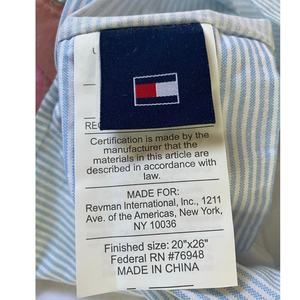 Certification is made by the
manufacturer that the
materials in this article are
described in accordance with
law.
MADE FOR:
Revman International, Inc., 1211
Ave. of the Americas, New York,
NY 10036
Finished size: 20"x26"
Federal RN #76948
MADE IN CHINA